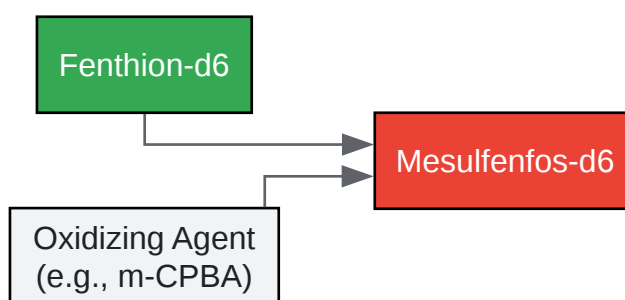 Fenthion-d6
Mesulfenfos-d6
Oxidizing Agent
(e.g., m-CPBA)